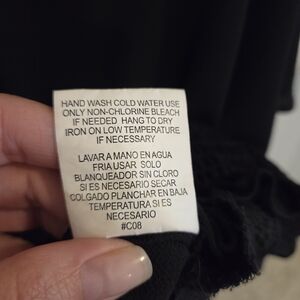 HAND WASH COLD WATER USE
ONLY NON-CHLORINE BLEACH
IF NEEDED HANG TO DRY
IRON ON LOW TEMPERATURE
IF NECESSARY
LAVAR A MANO EN AGUA
FRIA USAR SOLO
BLANQUEADOR SIN CLORO
SI ES NECESARIO SECAR
COLGADO PLANCHAR EN BAJA
TEMPERATURA SI ES
NECESARIO
#C08